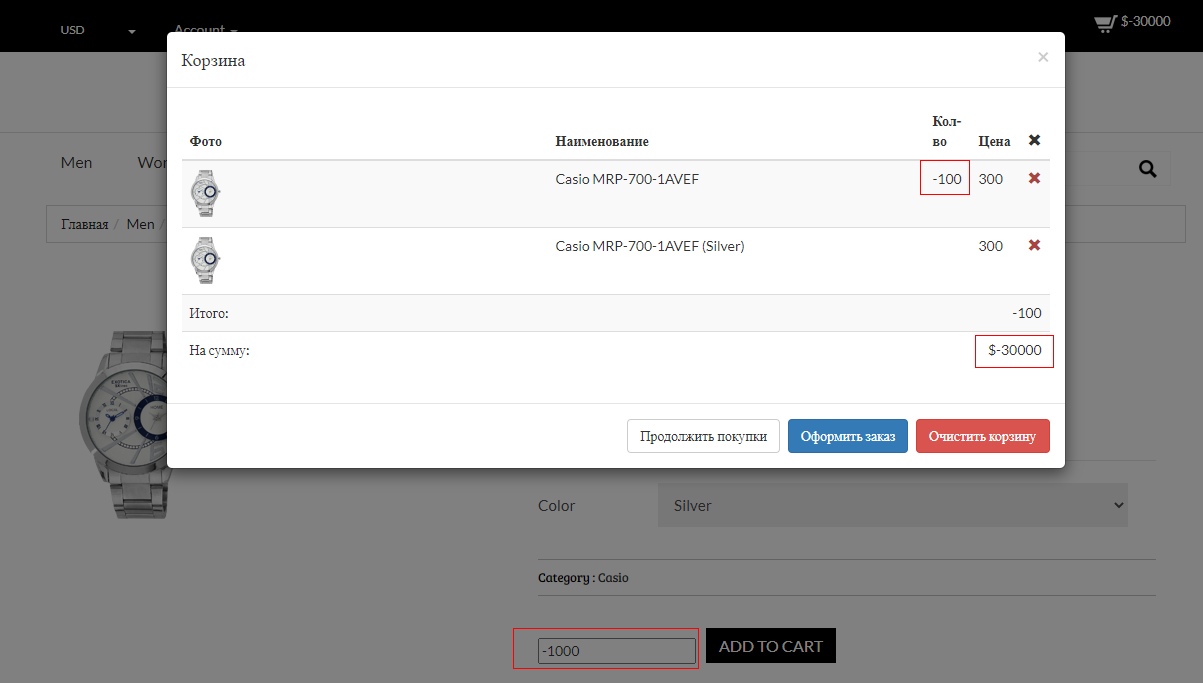 USD
Account
$-30000
Корзина
×
Кол-
Фото Наименование во Цена ✖
Casio MRP-700-1AVEF -100 300 ✖
Casio MRP-700-1AVEF (Silver) 300 ✖
Итого: -100
На сумму: $-30000
Продолжить покупки Оформить заказ Очистить корзину
Men
Главная / Men /
Color Silver
Category : Casio
-1000 ADD TO CART